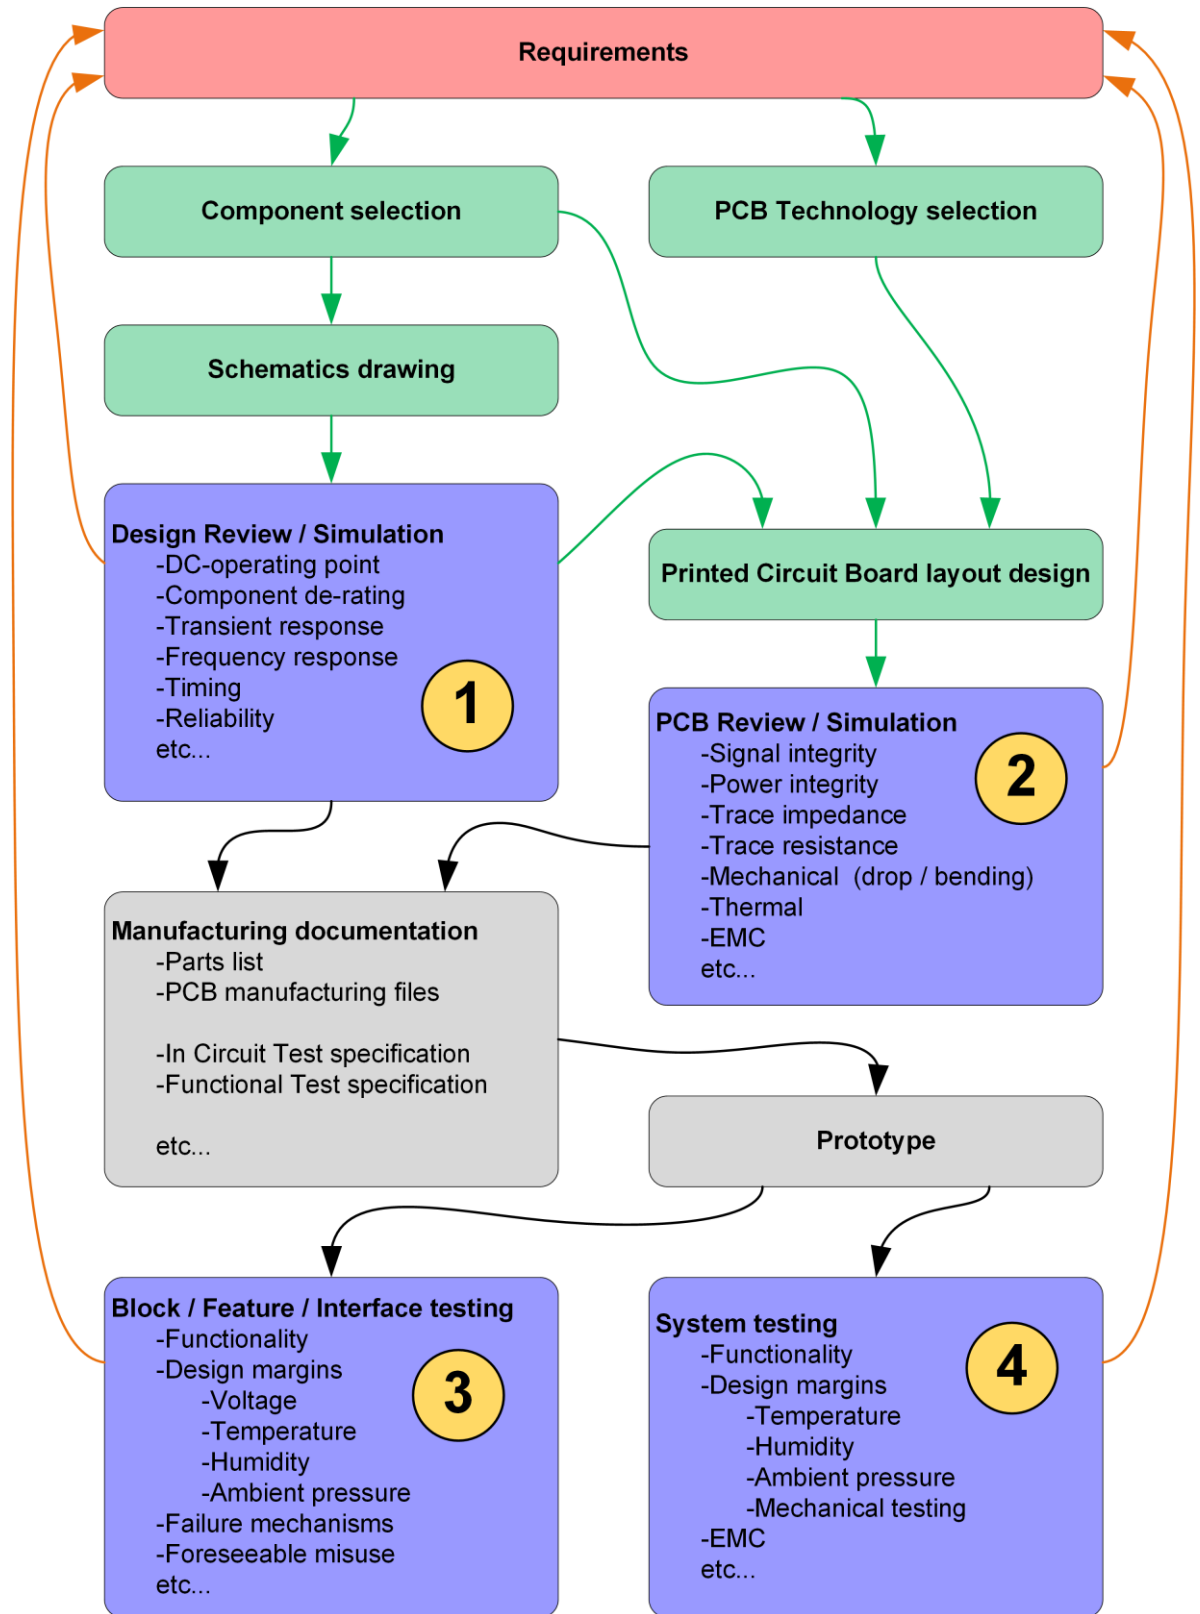 Requirements
Component selection
PCB Technology selection
Schematics drawing
Design Review / Simulation
-DC-operating point
-Component de-rating
-Transient response
-Frequency response
-Timing
-Reliability
etc...
1
Printed Circuit Board layout design
PCB Review / Simulation
-Signal integrity
-Power integrity
-Trace impedance
-Trace resistance
-Mechanical  (drop / bending)
-Thermal
-EMC
etc...
2
Manufacturing documentation
-Parts list
-PCB manufacturing files
-In Circuit Test specification
-Functional Test specification
etc...
Prototype
Block / Feature / Interface testing
-Functionality
-Design margins
-Voltage
-Temperature
-Humidity
-Ambient pressure
-Failure mechanisms
-Foreseeable misuse
etc...
3
System testing
-Functionality
-Design margins
-Temperature
-Humidity
-Ambient pressure
-Mechanical testing
-EMC
etc...
4